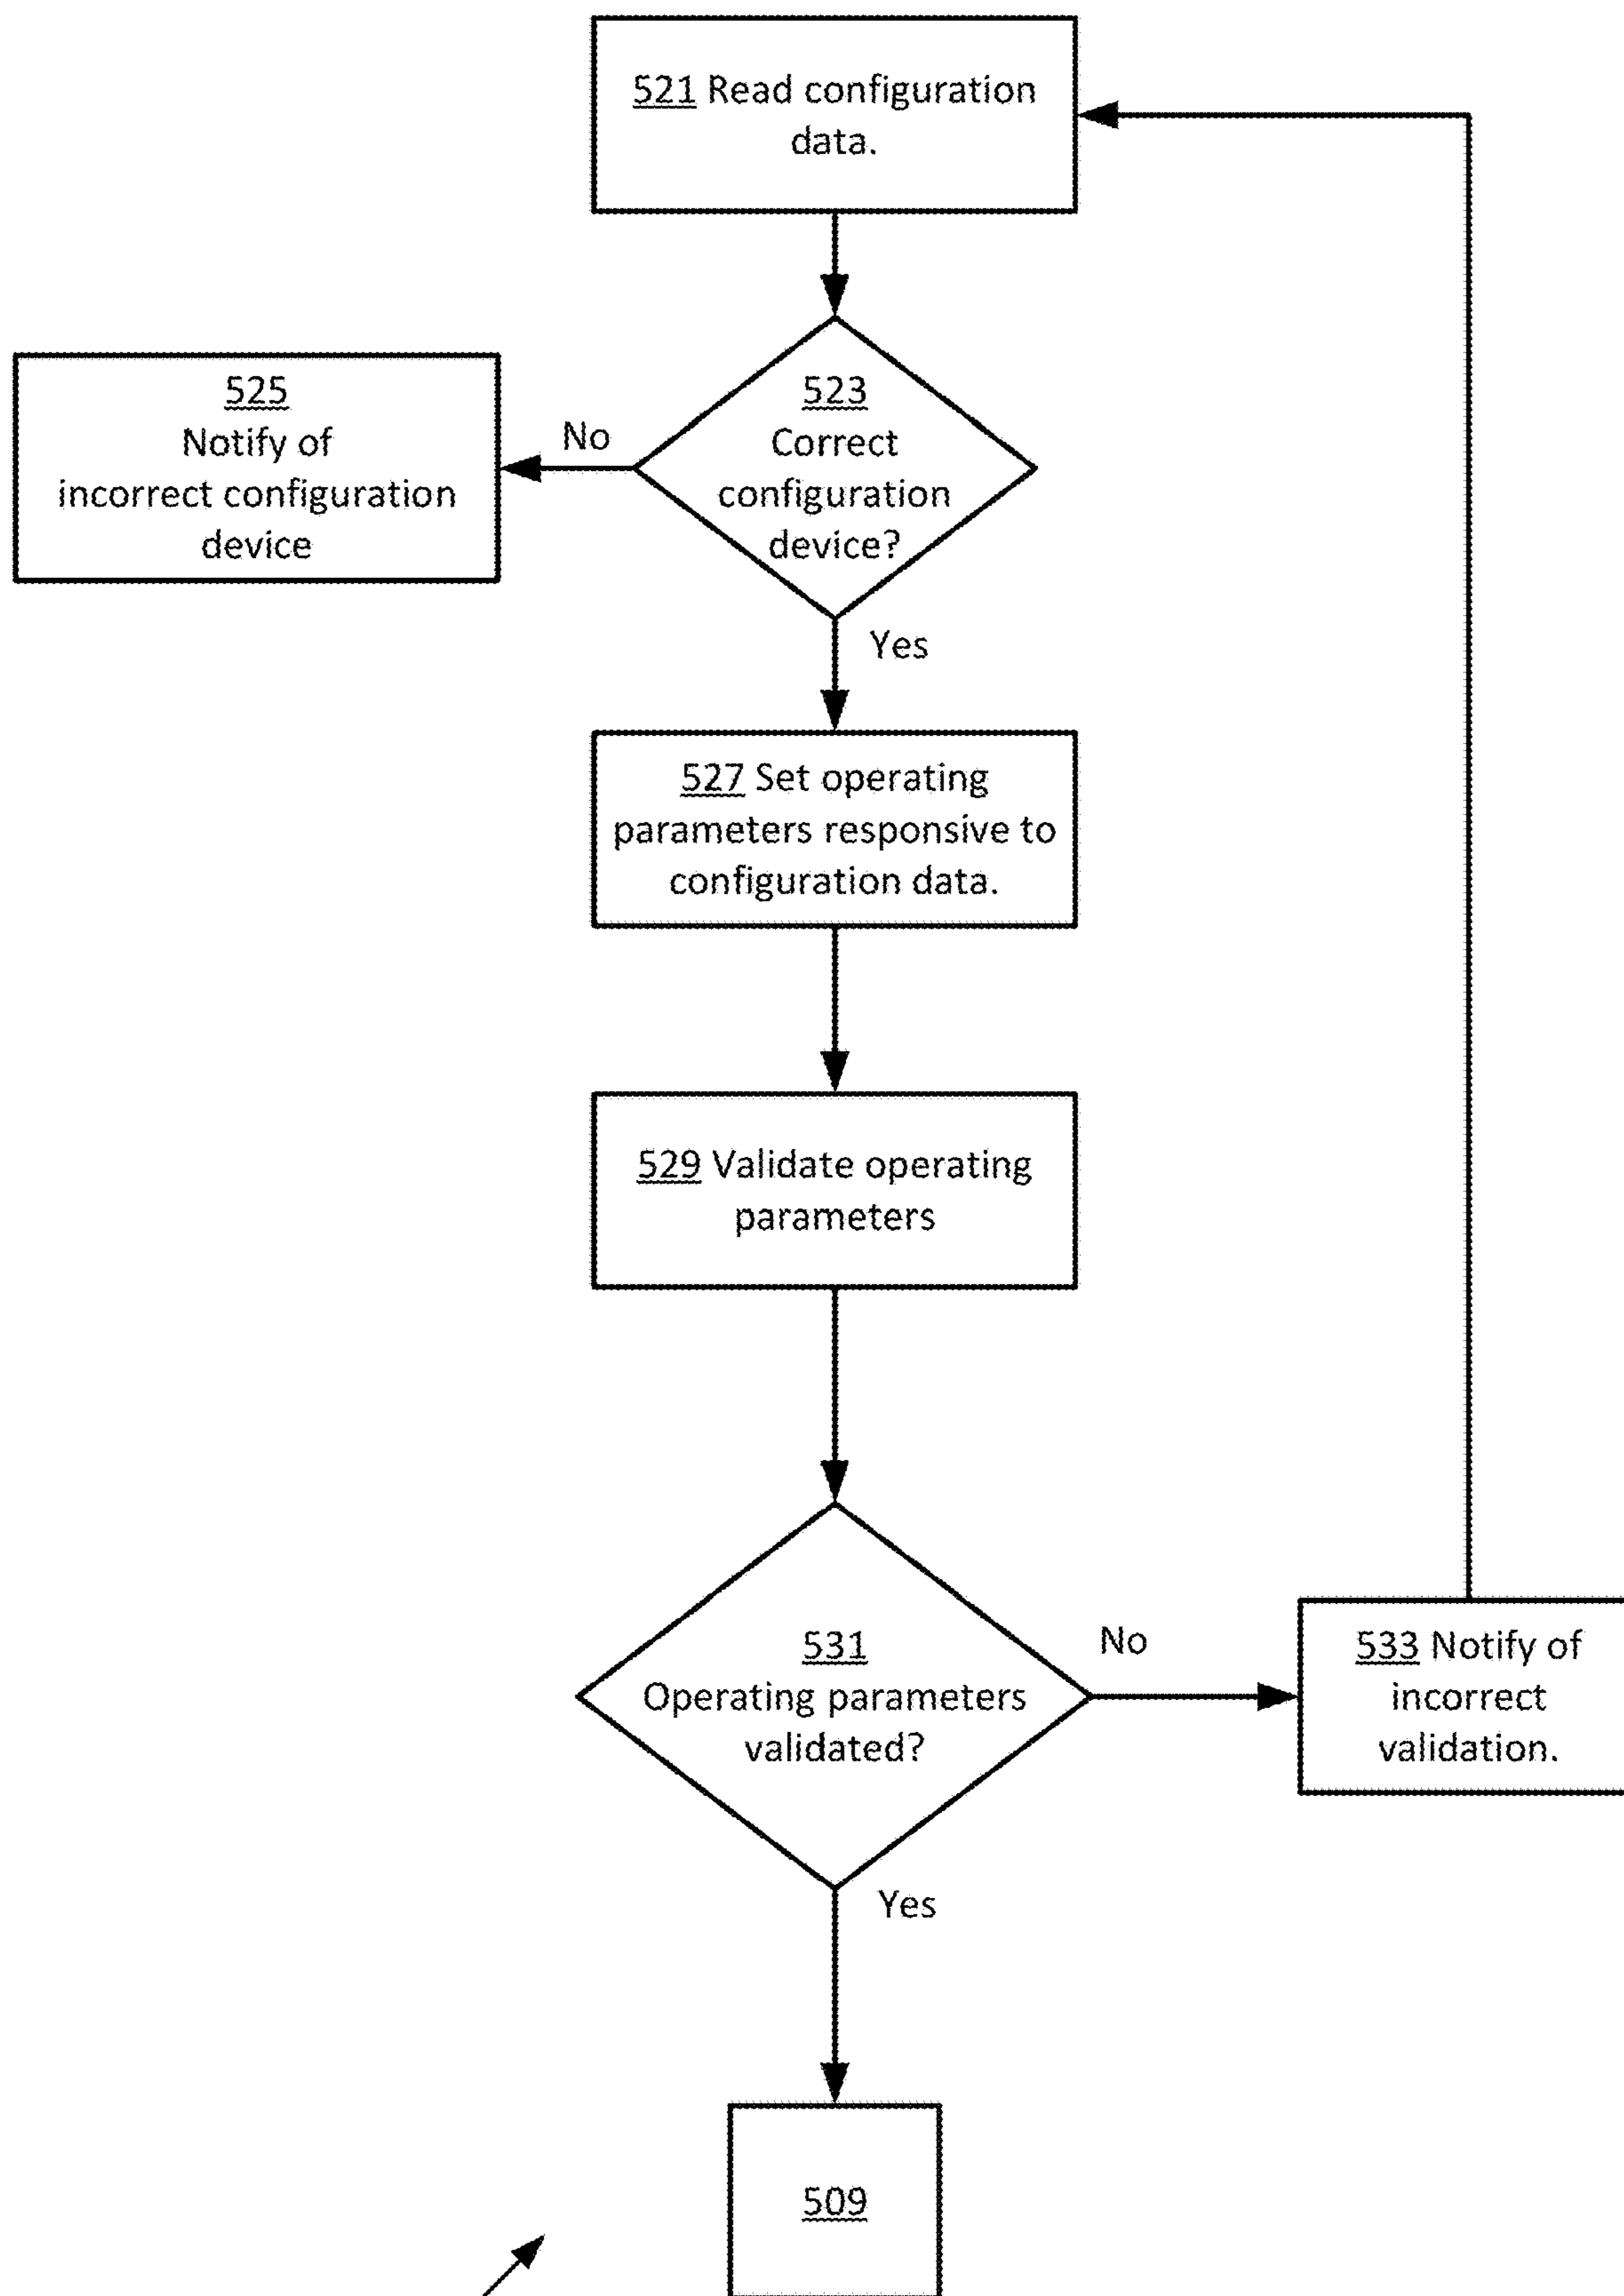 521 Read configuration
data.
525
Notify of
incorrect configuration
device
No
523
Correct
configuration
device?
Yes
527 Set operating
parameters responsive to
configuration data.
529 Validate operating
parameters
531
Operating parameters
validated?
No
533 Notify of
incorrect
validation.
Yes
509